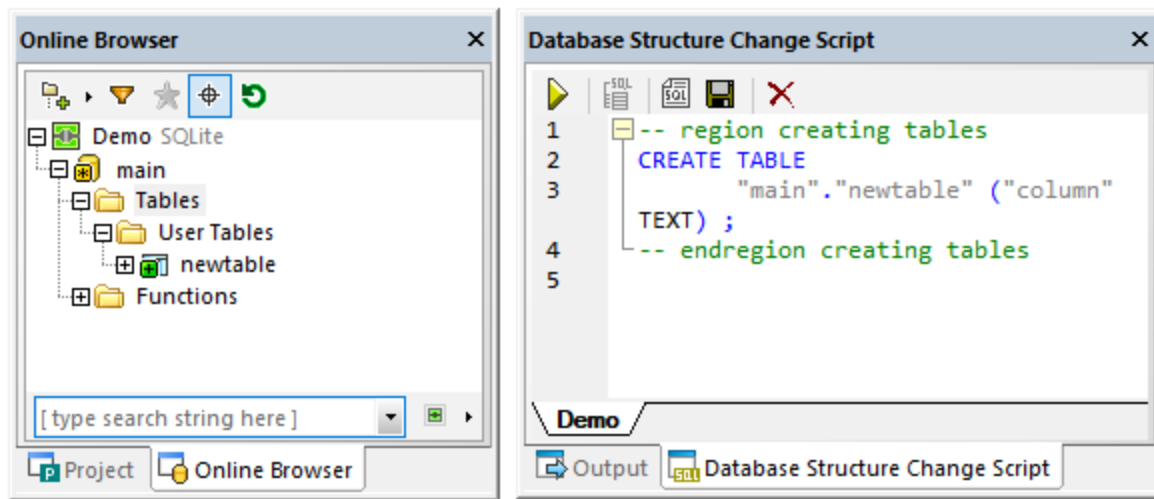 Online Browser
Demo SQLite
main
Tables
User Tables
newtable
Functions
[ type search string here ]
Project
Online Browser
Database Structure Change Script
SQL
SQL
1 -- region creating tables
2 CREATE TABLE
3 "main"."newtable" ("column"
TEXT) ;
4 -- endregion creating tables
5
Demo
Output
Database Structure Change Script